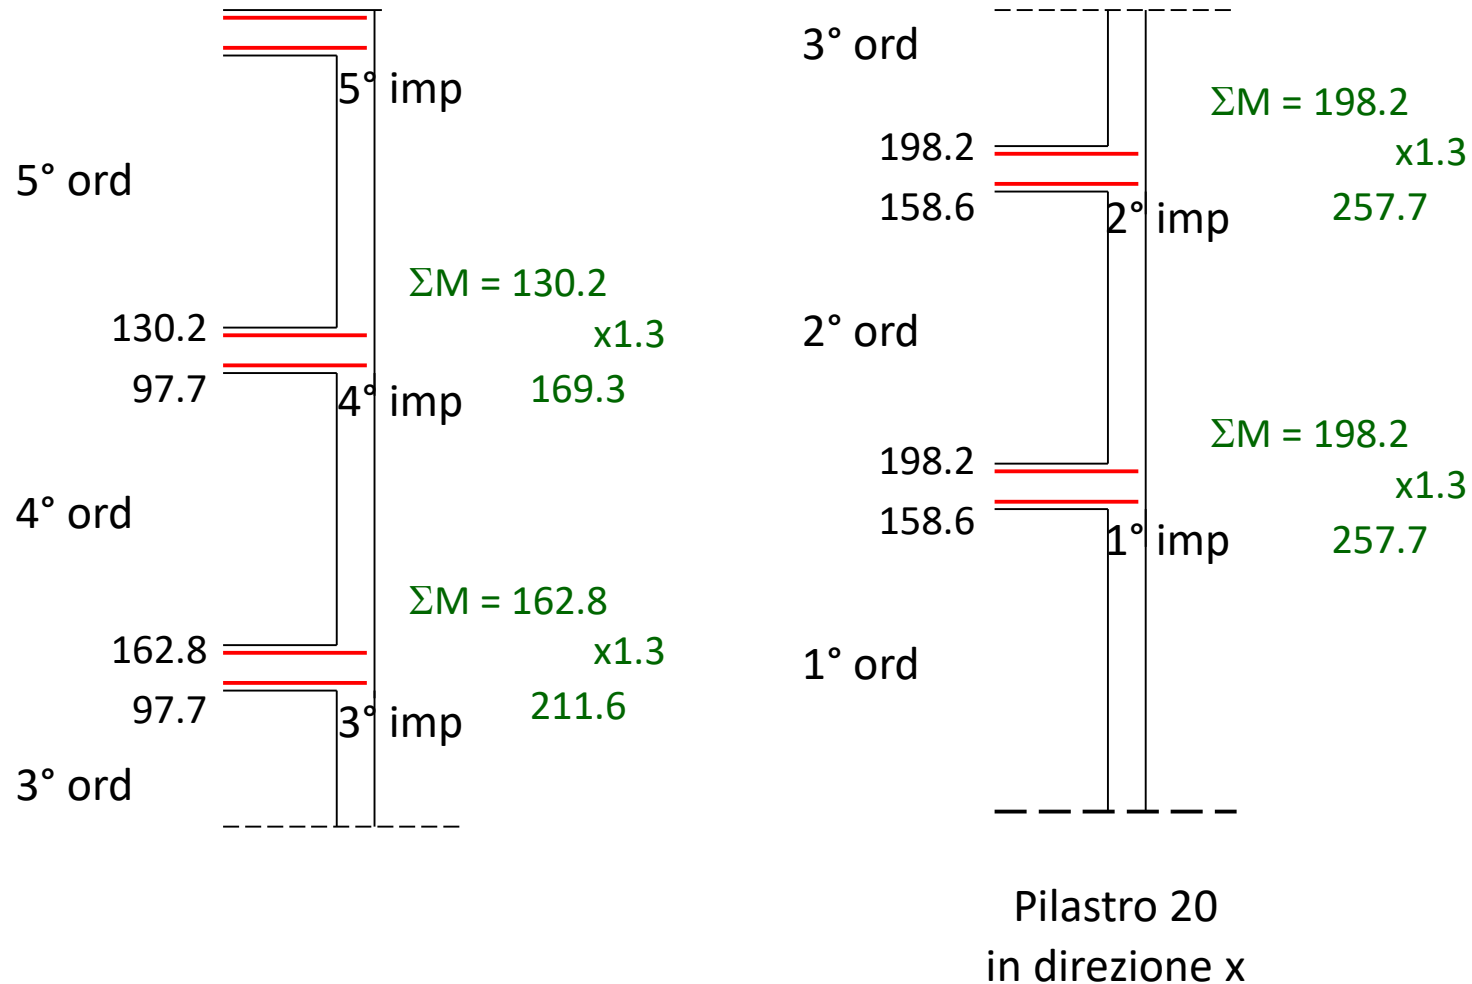 5° imp
5° ord
ΣM = 130.2
130.2
x1.3
97.7
4° imp
169.3
4° ord
ΣM = 162.8
162.8
x1.3
97.7
3° imp
211.6
3° ord
3° ord
ΣM = 198.2
198.2
x1.3
158.6
2° imp
257.7
2° ord
ΣM = 198.2
198.2
x1.3
158.6
1° imp
257.7
1° ord
Pilastro 20
in direzione x